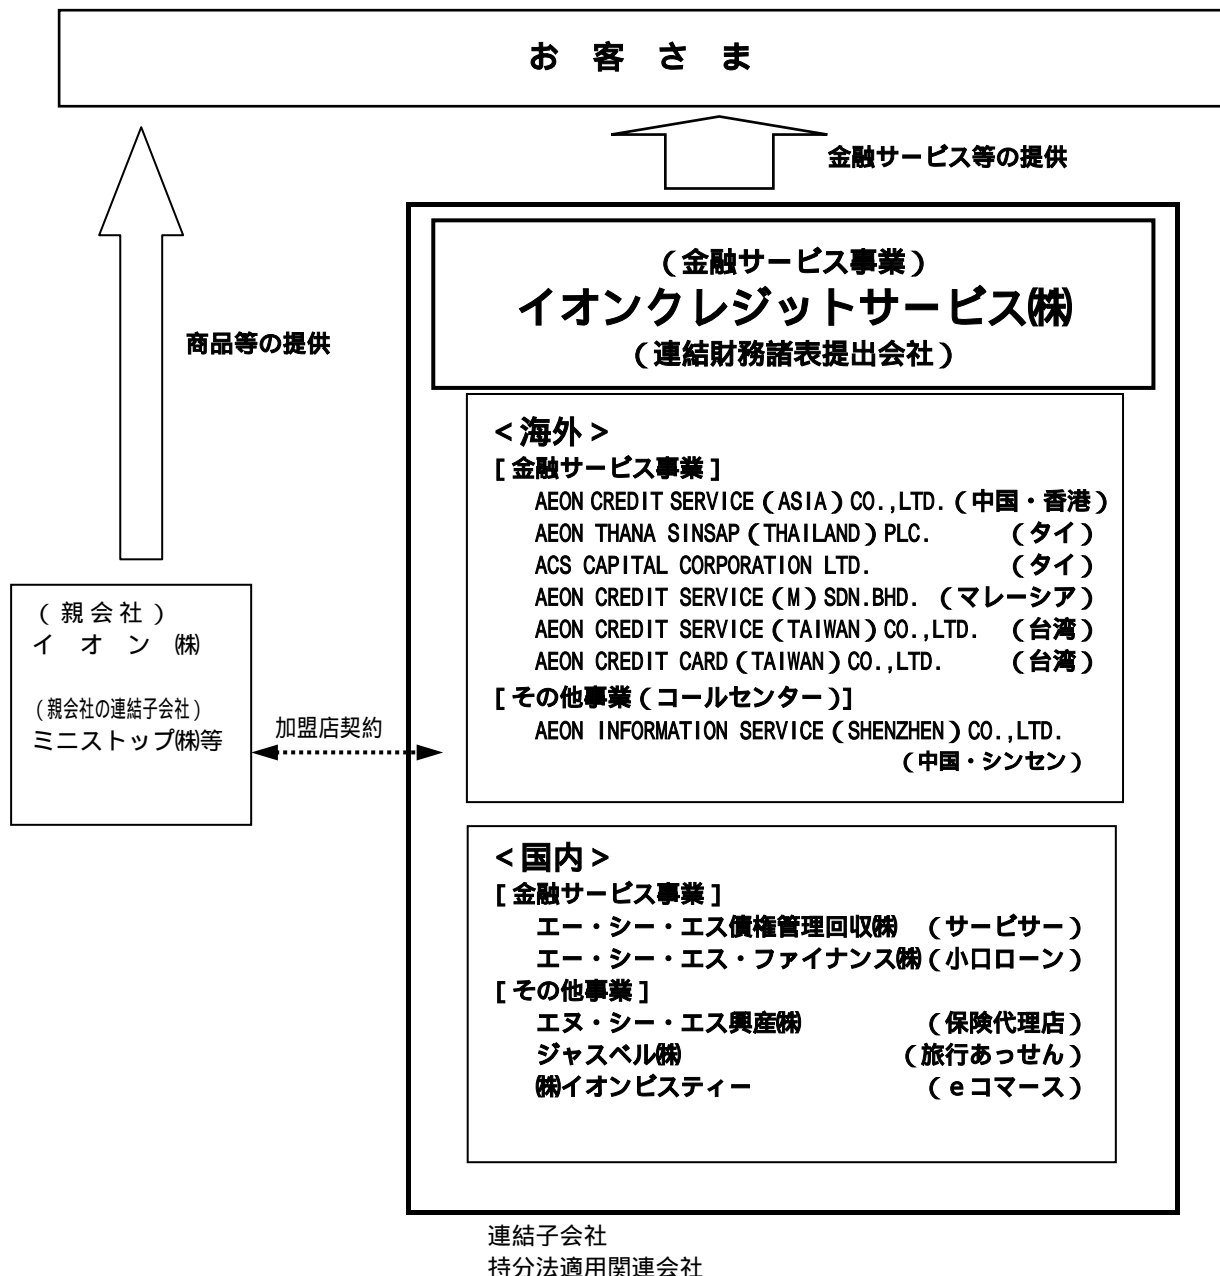 お 客 さ ま
金融サービス等の提供
（金融サービス事業）
イオンクレジットサービス㈱
（連結財務諸表提出会社）
商品等の提供
＜海外＞
[金融サービス事業]
AEON CREDIT SERVICE（ASIA）CO.,LTD.（中国・香港）
AEON THANA SINSAP（THAILAND）PLC. （タイ）
ACS CAPITAL CORPORATION LTD. （タイ）
AEON CREDIT SERVICE（M）SDN.BHD. （マレーシア）
AEON CREDIT SERVICE（TAIWAN）CO.,LTD. （台湾）
AEON CREDIT CARD（TAIWAN）CO.,LTD. （台湾）
[その他事業（コールセンター）]
AEON INFORMATION SERVICE（SHENZHEN）CO.,LTD.
（中国・シンセン）
（親会社）
イ オ ン ㈱
（親会社の連結子会社）
ミニストップ㈱等
加盟店契約
＜国内＞
[金融サービス事業]
エー・シー・エス債権管理回収㈱ （サービサー）
エー・シー・エス・ファイナンス㈱（小口ローン）
[その他事業]
エヌ・シー・エス興産㈱ （保険代理店）
ジャスベル㈱ （旅行あっせん）
㈱イオンビスティー （ｅコマース）
連結子会社
持分法適用関連会社